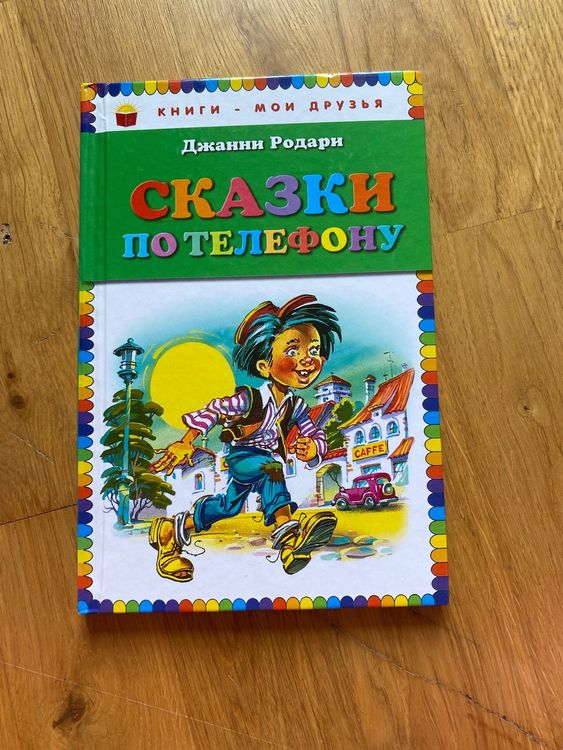 КНИГИ - МОИ ДРУЗЬЯ
Джанни Родари
СКАЗКИ
ПО ТЕЛЕФОНУ
CAFFE